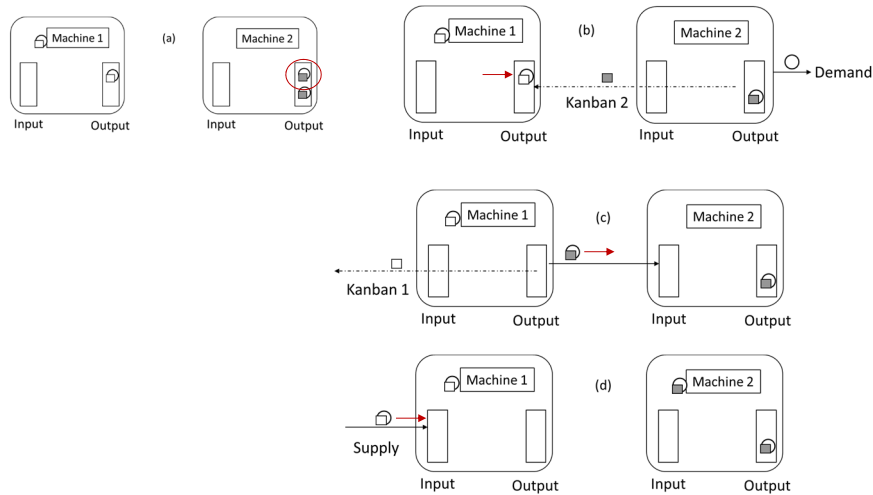 Machine 1
(a)
Machine 2
Input
Output
Input
Output
Machine 1
(b)
Machine 2
Demand
Kanban 2
Input
Output
Input
Output
Machine 1
(c)
Machine 2
Kanban 1
Input
Output
Input
Output
Machine 1
(d)
Machine 2
Supply
Input
Output
Input
Output